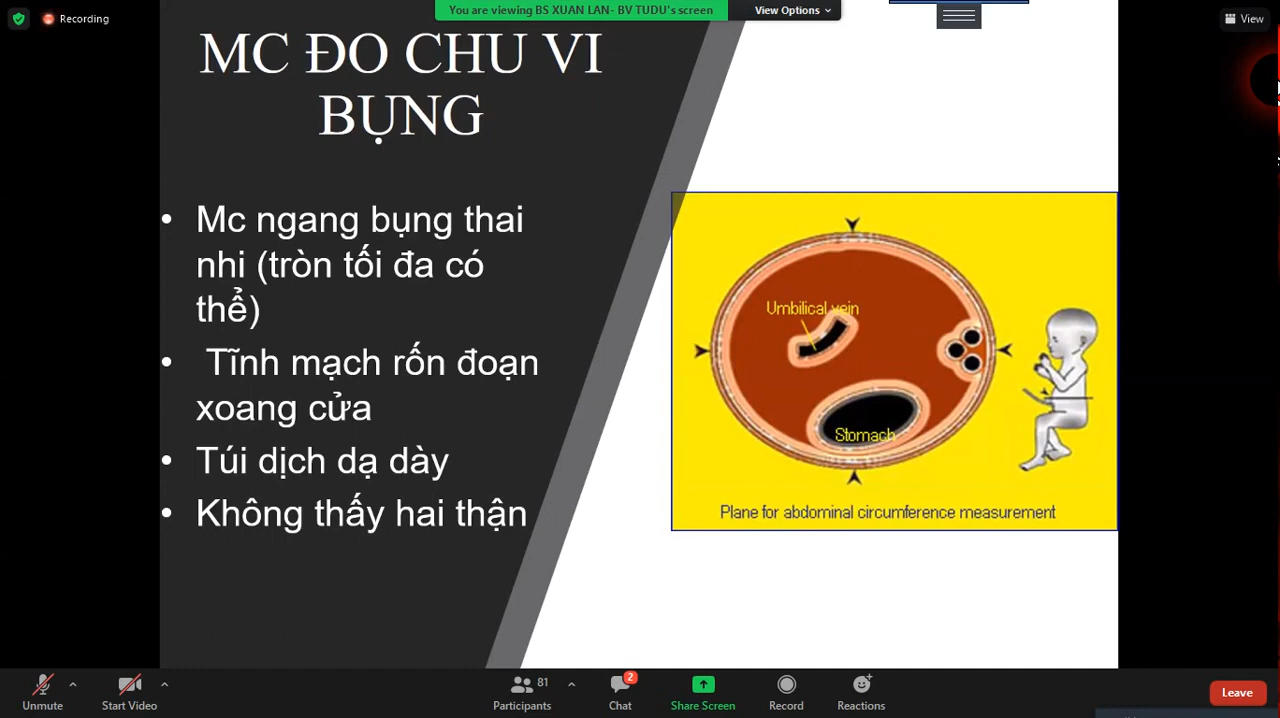 Recording
You are viewing BS XUAN LAN- BV TUDU's screen
View Options
View
MC ĐO CHU VI
BỤNG
• Mc ngang bụng thai
nhi (tròn tối đa có
thể)
• Tĩnh mạch rốn đoạn
xoang cửa
• Túi dịch dạ dày
• Không thấy hai thận
Umbilical vein
Stomach
Plane for abdominal circumference measurement
Unmute
Start Video
81
Participants
2
Chat
Share Screen
Record
Reactions
Leave